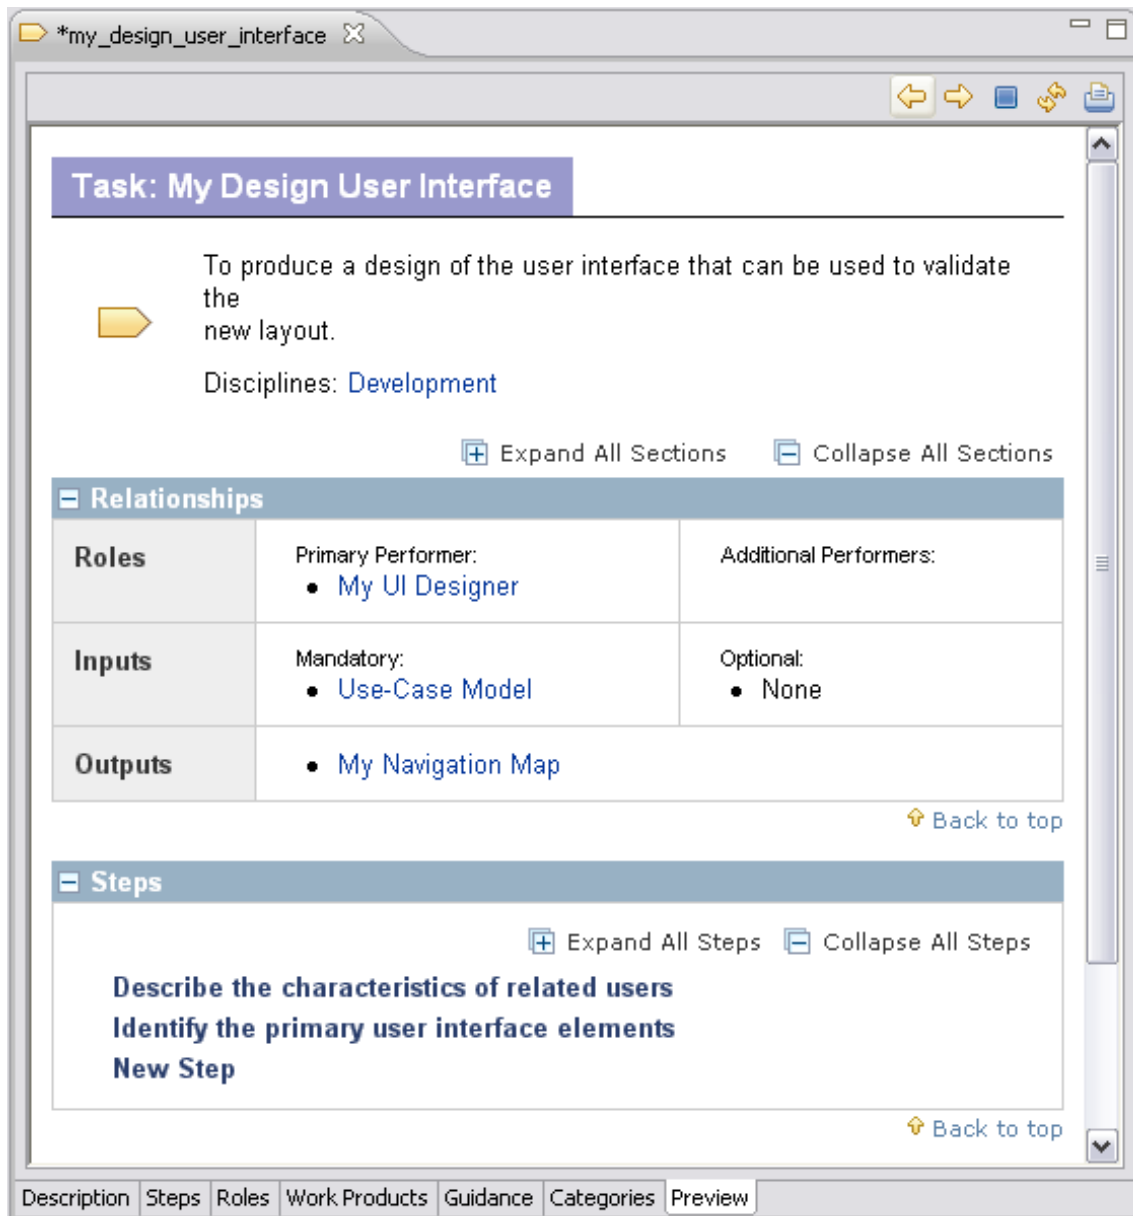 *my_design_user_interface
Task: My Design User Interface
To produce a design of the user interface that can be used to validate
the
new layout.
Disciplines: Development
Expand All Sections Collapse All Sections
Relationships
Roles Primary Performer: Additional Performers:
• My UI Designer
Inputs Mandatory: Optional:
• Use-Case Model • None
Outputs • My Navigation Map
Back to top
Steps
Expand All Steps Collapse All Steps
Describe the characteristics of related users
Identify the primary user interface elements
New Step
Back to top
Description Steps Roles Work Products Guidance Categories Preview